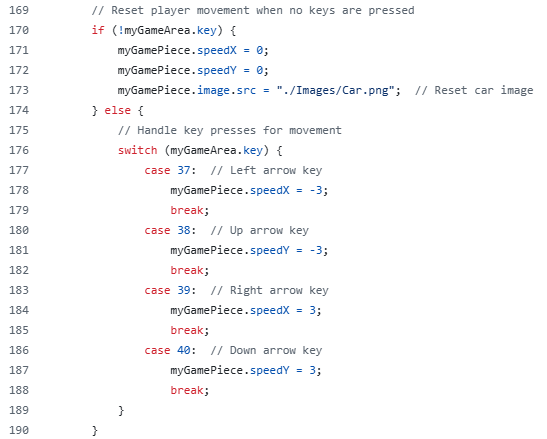 169 // Reset player movement when no keys are pressed
170 if (!myGameArea.key) {
171 myGamePiece.speedX = 0;
172 myGamePiece.speedY = 0;
173 myGamePiece.image.src = "./Images/Car.png";  // Reset car image
174 } else {
175 // Handle key presses for movement
176 switch (myGameArea.key) {
177 case 37:  // Left arrow key
178 myGamePiece.speedX = -3;
179 break;
180 case 38:  // Up arrow key
181 myGamePiece.speedY = -3;
182 break;
183 case 39:  // Right arrow key
184 myGamePiece.speedX = 3;
185 break;
186 case 40:  // Down arrow key
187 myGamePiece.speedY = 3;
188 break;
189 }
190 }